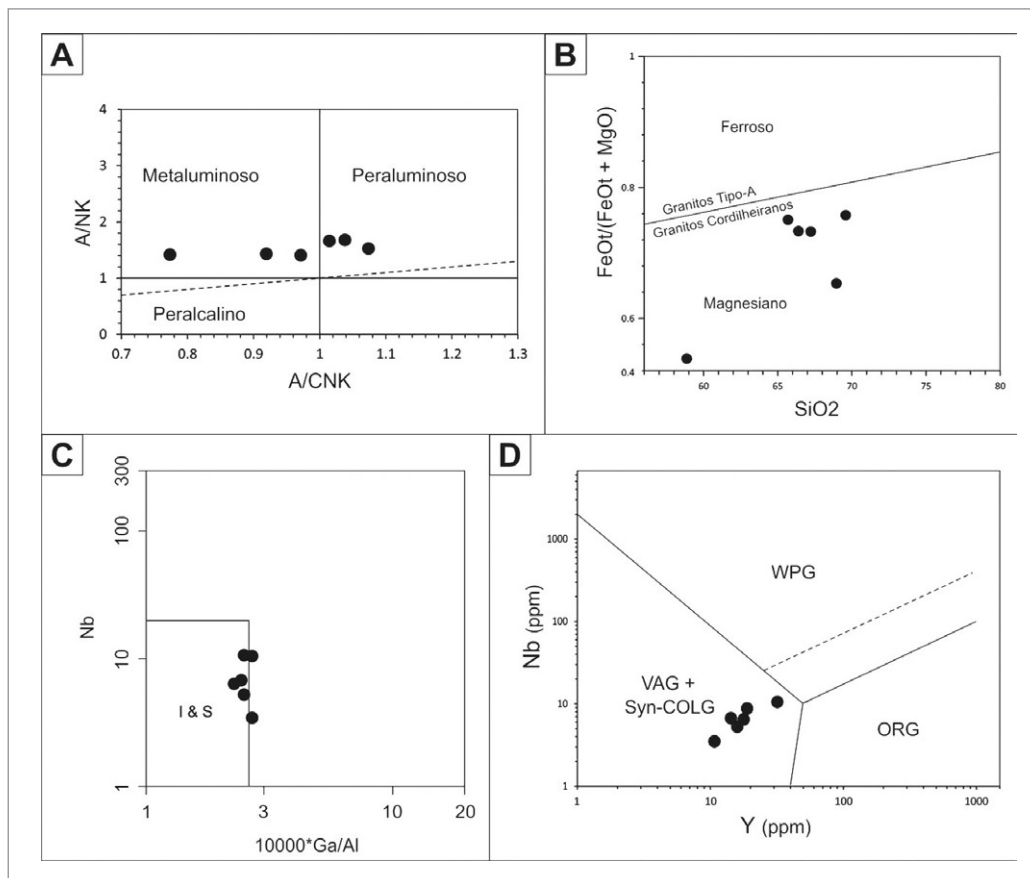 A
4
3
2
1
0
0.7
0.8
0.9
1
1.1
1.2
1.3
A/NK
A/CNK
Metaluminoso
Peraluminoso
Peralcalino
B
1
0.8
0.6
0.4
60
65
70
75
80
FeOt/(FeOt + MgO)
SiO2
Ferroso
Granitos Tipo-A
Granitos Cordilheiranos
Magnesiano
C
300
100
10
1
1
3
10
20
Nb
10000*Ga/Al
I & S
D
1000
100
10
1
1
10
100
1000
Nb (ppm)
Y (ppm)
WPG
VAG +
Syn-COLG
ORG